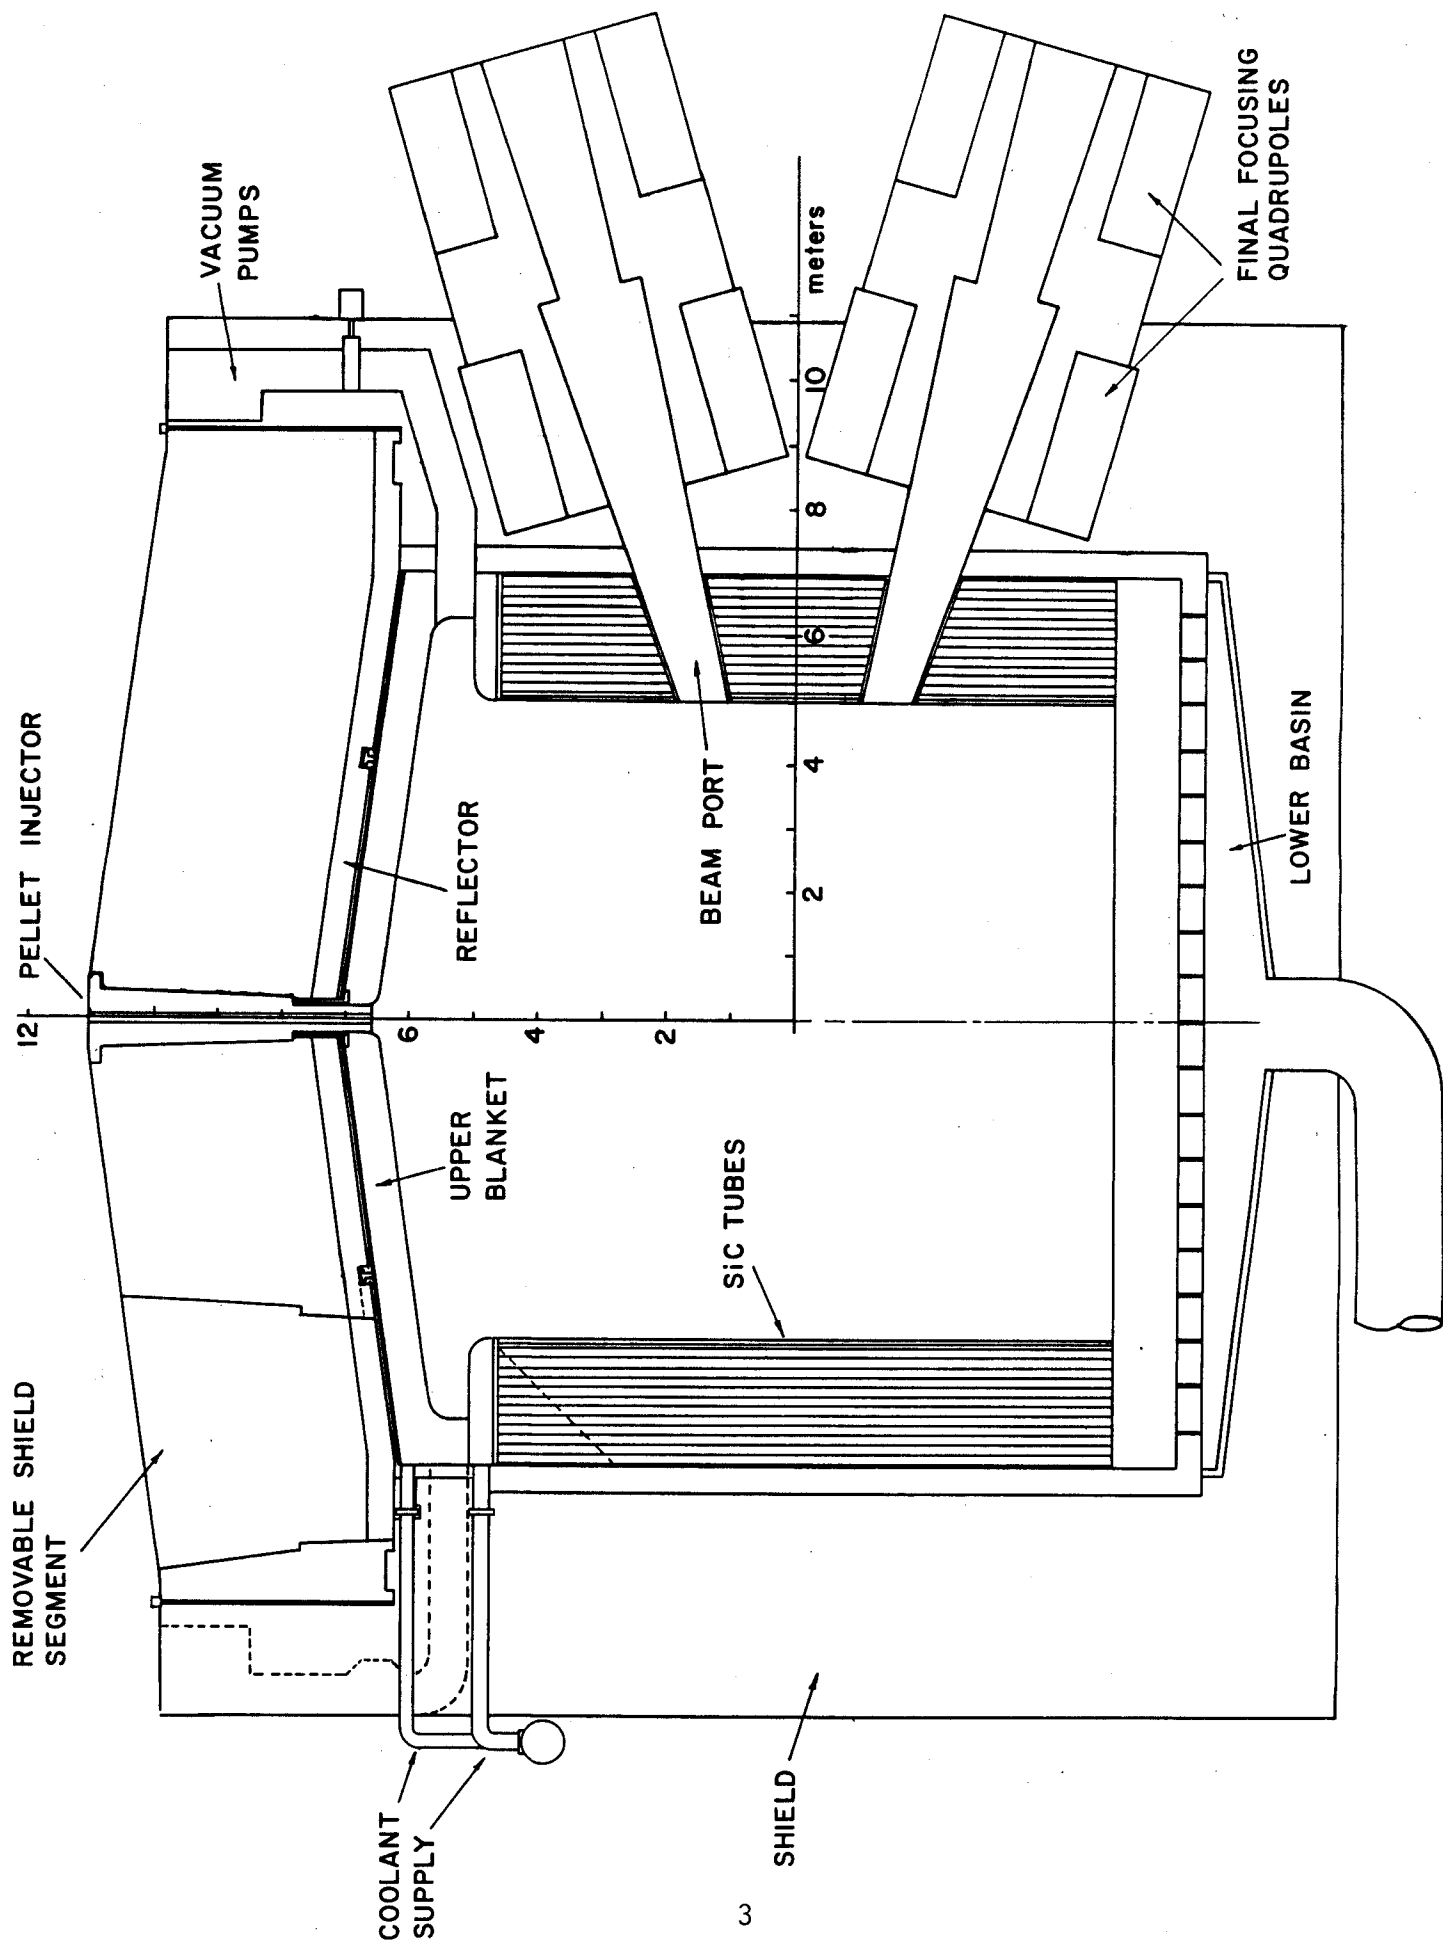 REMOVABLE SHIELD
SEGMENT
12
PELLET INJECTOR
VACUUM
PUMPS
COOLANT
SUPPLY
UPPER
BLANKET
REFLECTOR
6
4
2
SiC TUBES
BEAM PORT
2
4
6
8
10
meters
SHIELD
LOWER BASIN
FINAL FOCUSING
QUADRUPOLES
3